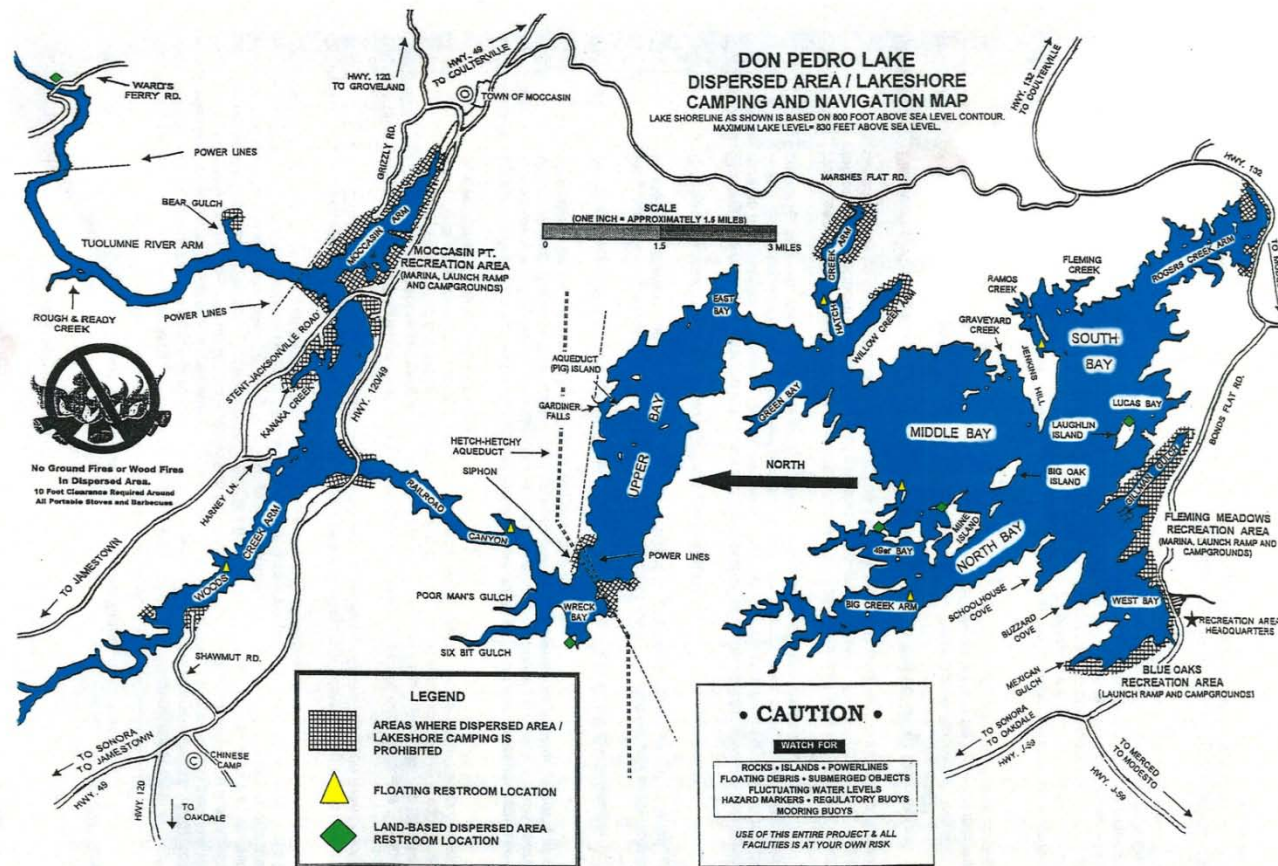 DON PEDRO LAKE
DISPERSED AREA / LAKESHORE
CAMPING AND NAVIGATION MAP
LAKE SHORELINE AS SHOWN IS BASED ON 800 FOOT ABOVE SEA LEVEL CONTOUR.
MAXIMUM LAKE LEVEL= 830 FEET ABOVE SEA LEVEL.
WARD'S
FERRY RD.
POWER LINES
BEAR GULCH
TUOLUMNE RIVER ARM
ROUGH & READY
CREEK
POWER LINES
HWY. 120
TO GROVELAND
HWY. 49
TO COULTERVILLE
TOWN OF MOCCASIN
GRIZZLY RD.
MOCCASIN ARM
MOCCASIN PT.
RECREATION AREA
(MARINA, LAUNCH RAMP
AND CAMPGROUNDS)
STENT-JACKSONVILLE ROAD
KANAKA CREEK
HWY. 120/49
No Ground Fires or Wood Fires
In Dispersed Area.
10 Foot Clearance Required Around
All Portable Stoves and Barbecues
HARNEY LN.
TO JAMESTOWN
WOODS CREEK ARM
SHAWMUT RD.
TO SONORA
TO JAMESTOWN
HWY. 49
C
CHINESE
CAMP
HWY. 120
TO
OAKDALE
RAILROAD
CANYON
POOR MAN'S GULCH
SIX BIT GULCH
WRECK
BAY
HETCH-HETCHY
AQUEDUCT
SIPHON
POWER LINES
SCALE
(ONE INCH = APPROXIMATELY 1.5 MILES)
0 1.5 3 MILES
AQUEDUCT
(PIG) ISLAND
GARDINER
FALLS
UPPER BAY
EAST
BAY
MARSHES FLAT RD.
HATCH CREEK ARM
WILLOW CREEK ARM
GREEN BAY
NORTH
MIDDLE BAY
HWY. 132
TO COULTERVILLE
HWY. 132
ROGERS CREEK ARM
FLEMING
CREEK
RAMOS
CREEK
GRAVEYARD
CREEK
JENKINS HILL
SOUTH
BAY
LUCAS BAY
LAUGHLIN
ISLAND
BIG OAK
ISLAND
GILLMAN GULCH
BONDS FLAT RD.
MINE
ISLAND
49er BAY
NORTH BAY
BIG CREEK ARM
SCHOOLHOUSE
COVE
BUZZARD
COVE
MEXICAN
GULCH
WEST BAY
FLEMING MEADOWS
RECREATION AREA
(MARINA, LAUNCH RAMP AND
CAMPGROUNDS)
RECREATION AREA
HEADQUARTERS
BLUE OAKS
RECREATION AREA
(LAUNCH RAMP AND CAMPGROUNDS)
TO SONORA
TO OAKDALE
HWY. J-59
TO MERCED
TO MODESTO
HWY. J-59
LEGEND
AREAS WHERE DISPERSED AREA /
LAKESHORE CAMPING IS
PROHIBITED
FLOATING RESTROOM LOCATION
LAND-BASED DISPERSED AREA
RESTROOM LOCATION
• CAUTION •
WATCH FOR
ROCKS • ISLANDS • POWERLINES
FLOATING DEBRIS • SUBMERGED OBJECTS
FLUCTUATING WATER LEVELS
HAZARD MARKERS • REGULATORY BUOYS
MOORING BUOYS
USE OF THIS ENTIRE PROJECT & ALL
FACILITIES IS AT YOUR OWN RISK